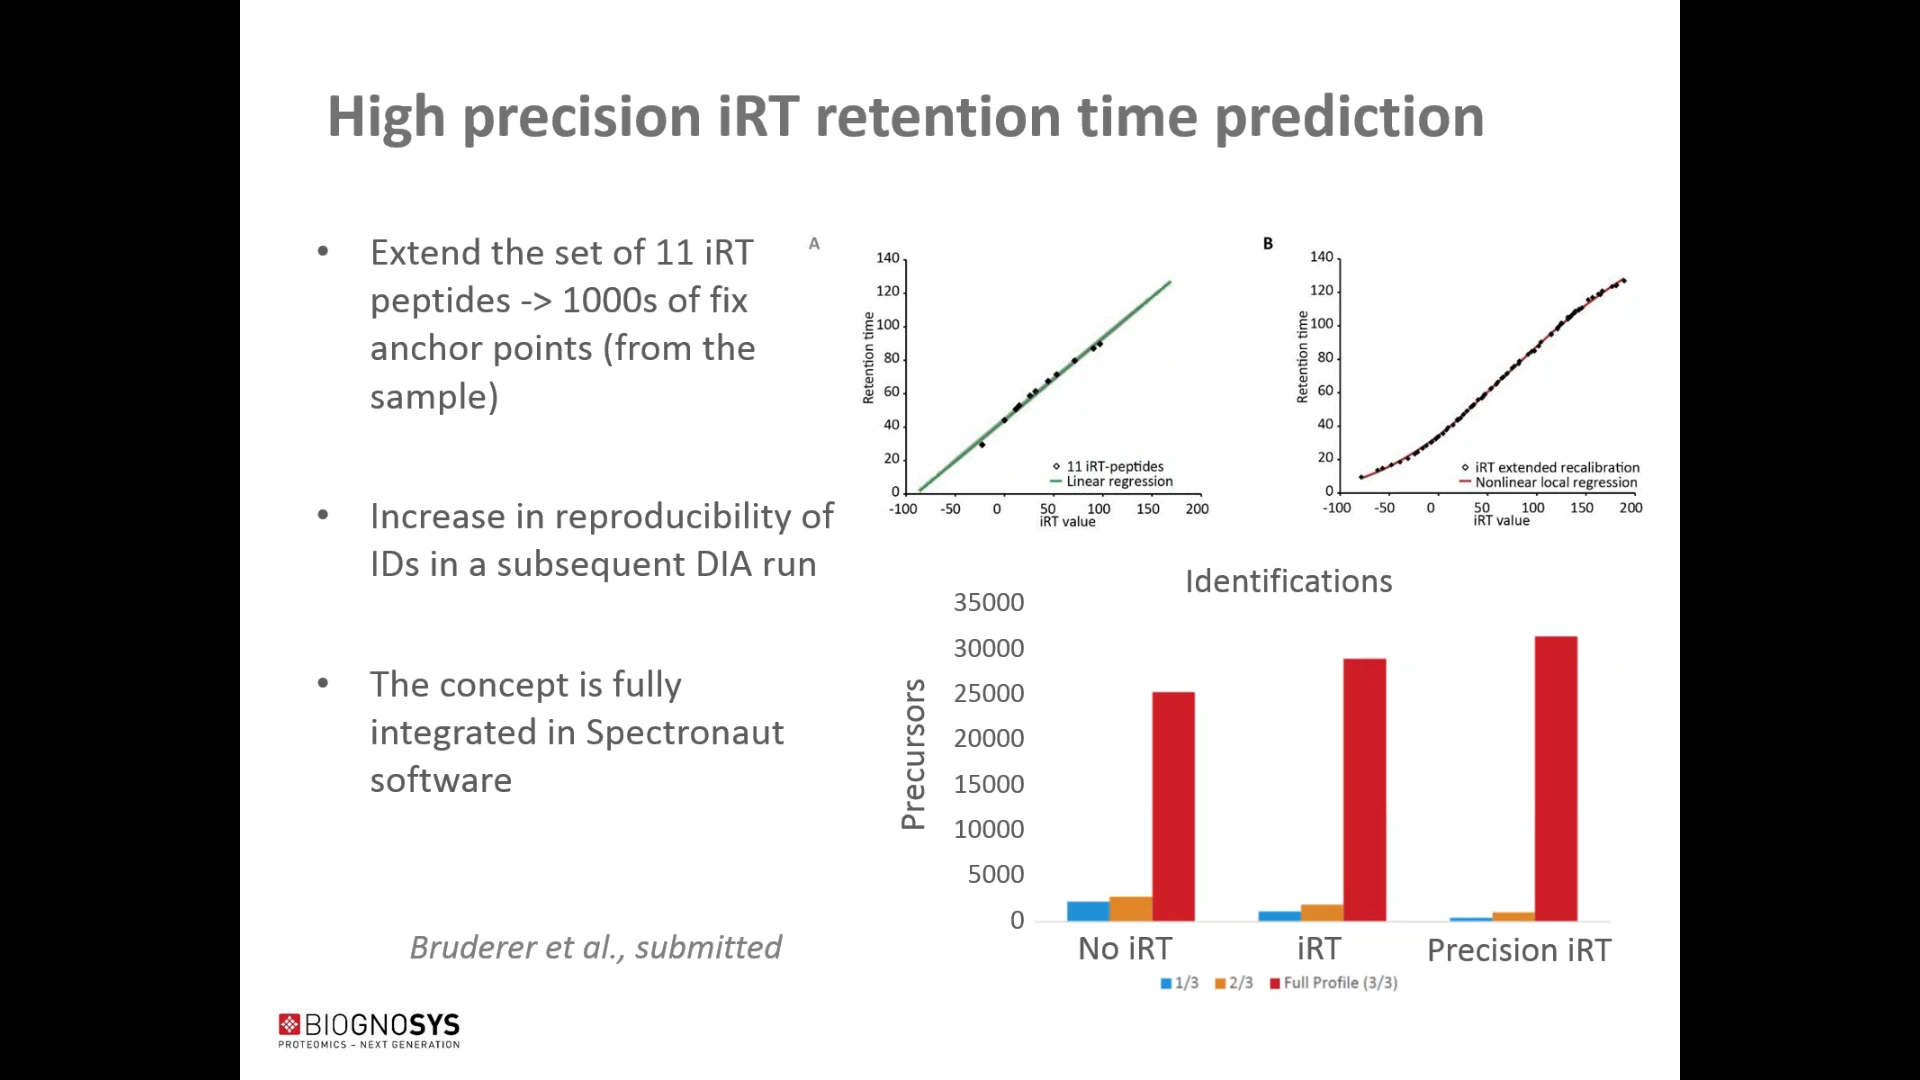 High precision iRT retention time prediction
• Extend the set of 11 iRT
peptides -> 1000s of fix
anchor points (from the
sample)
• Increase in reproducibility of
IDs in a subsequent DIA run
• The concept is fully
integrated in Spectronaut
software
Bruderer et al., submitted
A
Retention time
140
120
100
80
60
40
20
0
-100 -50 0 50 100 150 200
iRT value
11 iRT-peptides
Linear regression
B
Retention time
140
120
100
80
60
40
20
0
-100 -50 0 50 100 150 200
iRT value
iRT extended recalibration
Nonlinear local regression
Identifications
Precursors
35000
30000
25000
20000
15000
10000
5000
0
No iRT iRT Precision iRT
1/3 2/3 Full Profile (3/3)
BIOGNOSYS
PROTEOMICS – NEXT GENERATION